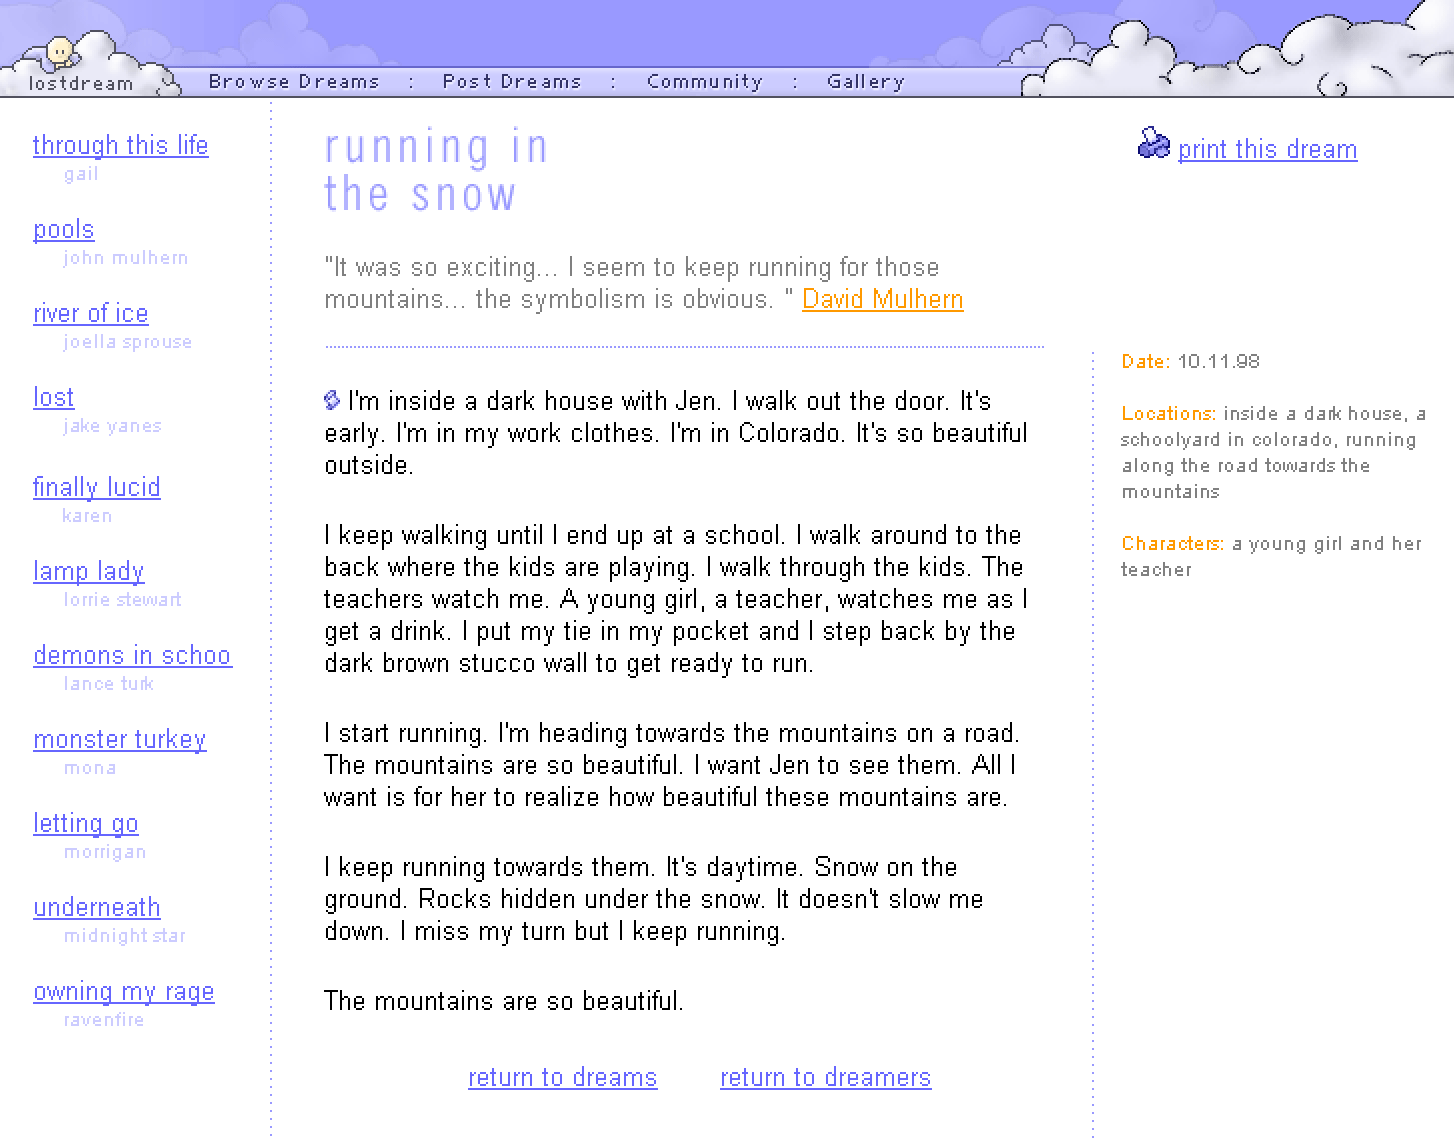 lostdream
Browse Dreams : Post Dreams : Community : Gallery
through this life
gail
pools
john mulhern
river of ice
joella sprouse
lost
jake yanes
finally lucid
karen
lamp lady
lorrie stewart
demons in schoo
lance turk
monster turkey
mona
letting go
morrigan
underneath
midnight star
owning my rage
ravenfire
running in
the snow
"It was so exciting... I seem to keep running for those
mountains... the symbolism is obvious. " David Mulhern
I'm inside a dark house with Jen. I walk out the door. It's
early. I'm in my work clothes. I'm in Colorado. It's so beautiful
outside.
I keep walking until I end up at a school. I walk around to the
back where the kids are playing. I walk through the kids. The
teachers watch me. A young girl, a teacher, watches me as I
get a drink. I put my tie in my pocket and I step back by the
dark brown stucco wall to get ready to run.
I start running. I'm heading towards the mountains on a road.
The mountains are so beautiful. I want Jen to see them. All I
want is for her to realize how beautiful these mountains are.
I keep running towards them. It's daytime. Snow on the
ground. Rocks hidden under the snow. It doesn't slow me
down. I miss my turn but I keep running.
The mountains are so beautiful.
return to dreams return to dreamers
print this dream
Date: 10.11.98
Locations: inside a dark house, a
schoolyard in colorado, running
along the road towards the
mountains
Characters: a young girl and her
teacher